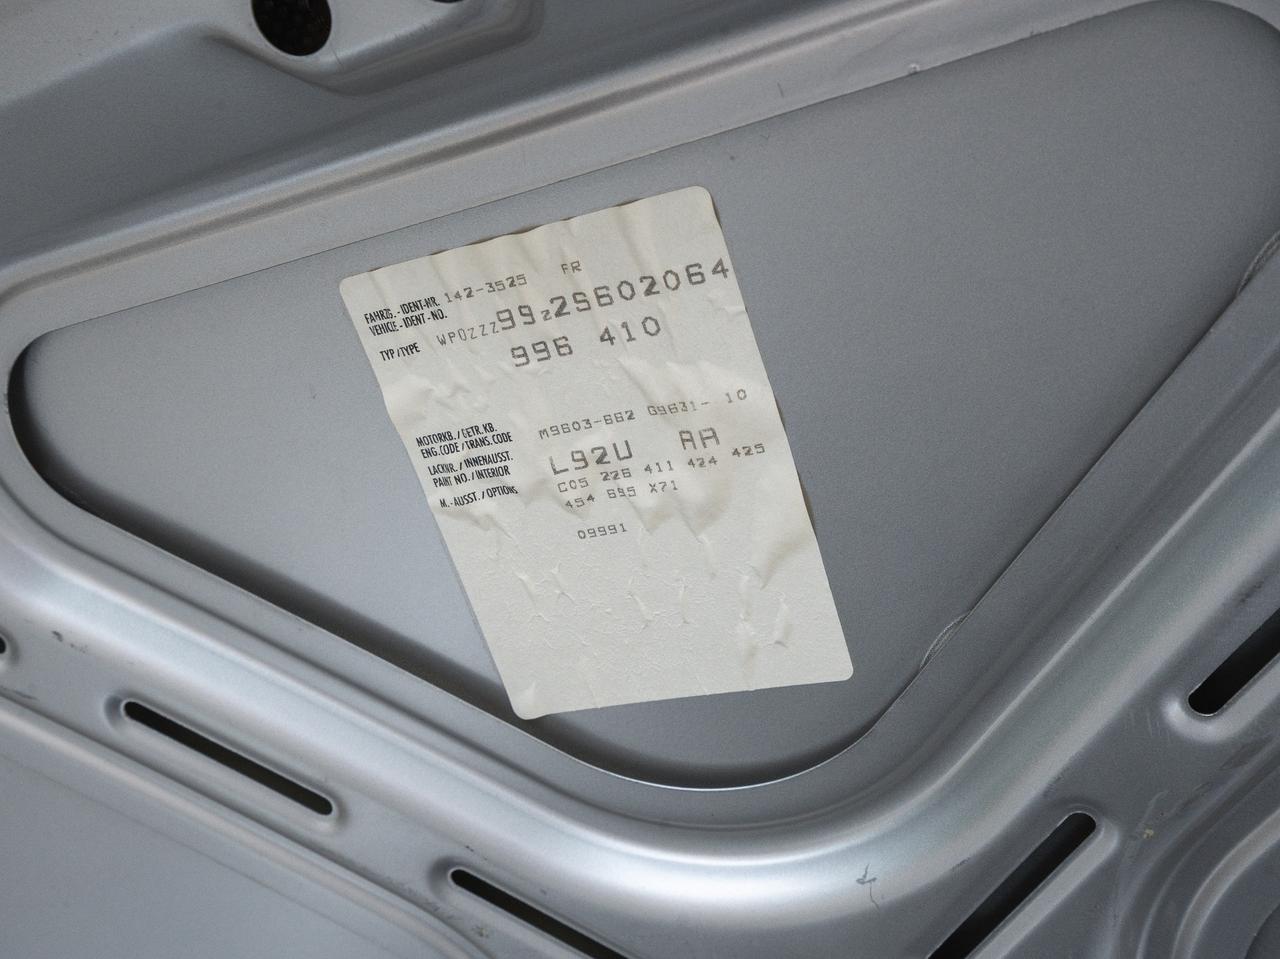 FAHRZG.-IDENT-NR. 142-3525 FR
VEHICLE-IDENT-NO. WP0ZZZ99Z2S602064
TYP/TYPE 996 410
MOTORKB./GETR.KB. M9603-662 G9631- 10
ENG.CODE/TRANS.CODE
LACKNR./INNENAUSST. L92U AA
PAINT NO./INTERIOR
M.-AUSST./OPTIONS C05 226 411 424 425
454 695 X71
09991